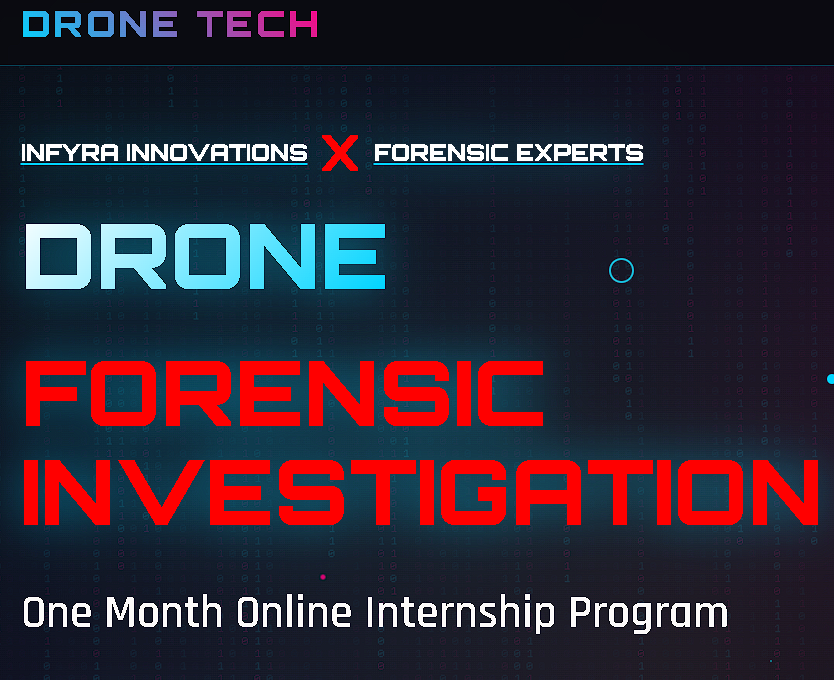 DRONE TECH
INFYRA INNOVATIONS X FORENSIC EXPERTS
DRONE
FORENSIC
INVESTIGATION
One Month Online Internship Program